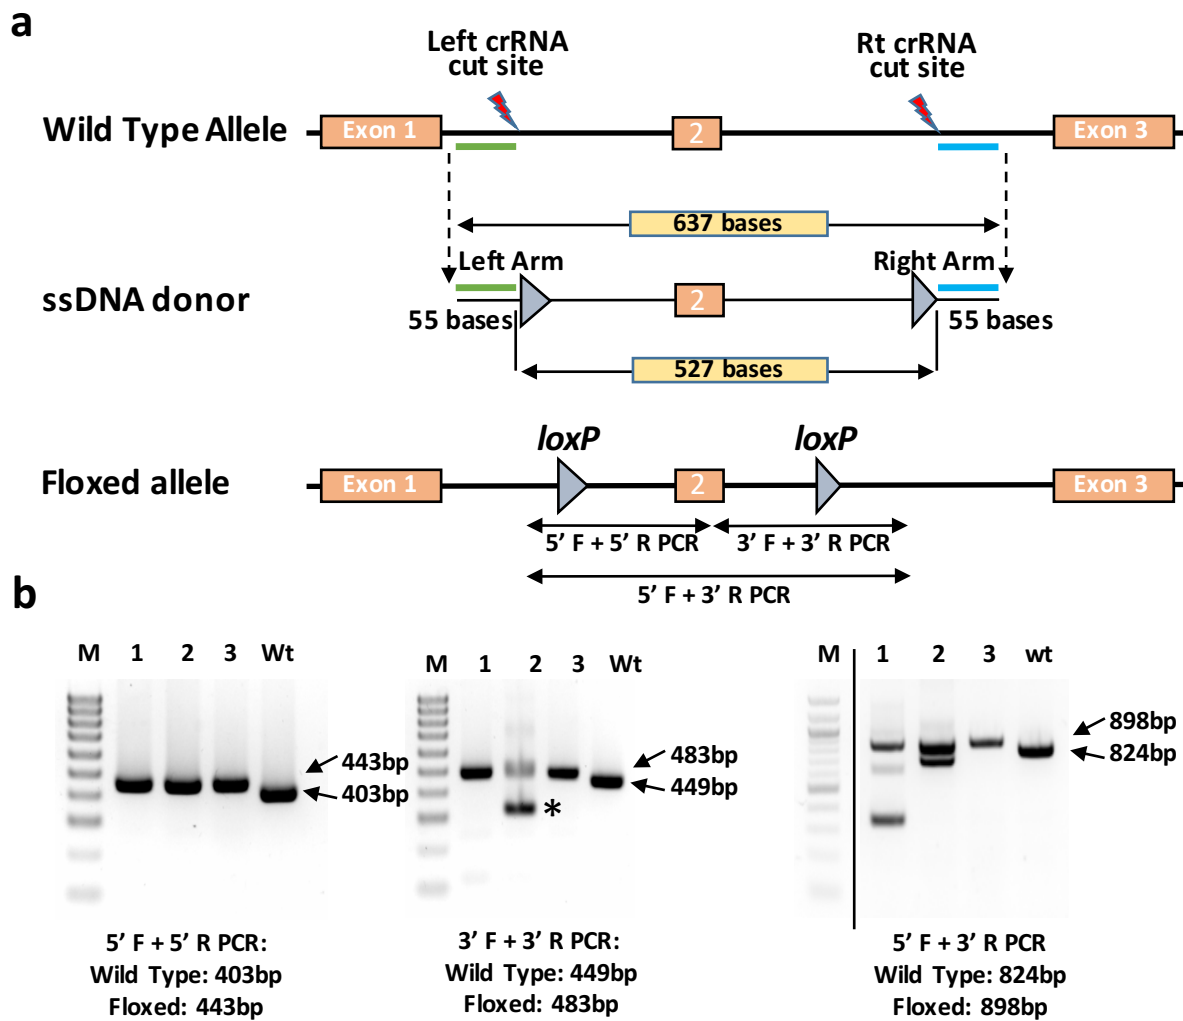 a
Left crRNA
cut site
Rt crRNA
cut site
Wild Type Allele
Exon 1
2
Exon 3
637 bases
Left Arm
Right Arm
ssDNA donor
2
55 bases
55 bases
527 bases
loxP
loxP
Floxed allele
Exon 1
2
Exon 3
5’ F + 5’ R PCR
3’ F + 3’ R PCR
5’ F + 3’ R PCR
b
M 1 2 3 Wt
443bp
403bp
5’ F + 5’ R PCR:
Wild Type: 403bp
Floxed: 443bp
M 1 2 3 Wt
483bp
449bp
*
3’ F + 3’ R PCR:
Wild Type: 449bp
Floxed: 483bp
M 1 2 3 wt
898bp
824bp
5’ F + 3’ R PCR
Wild Type: 824bp
Floxed: 898bp